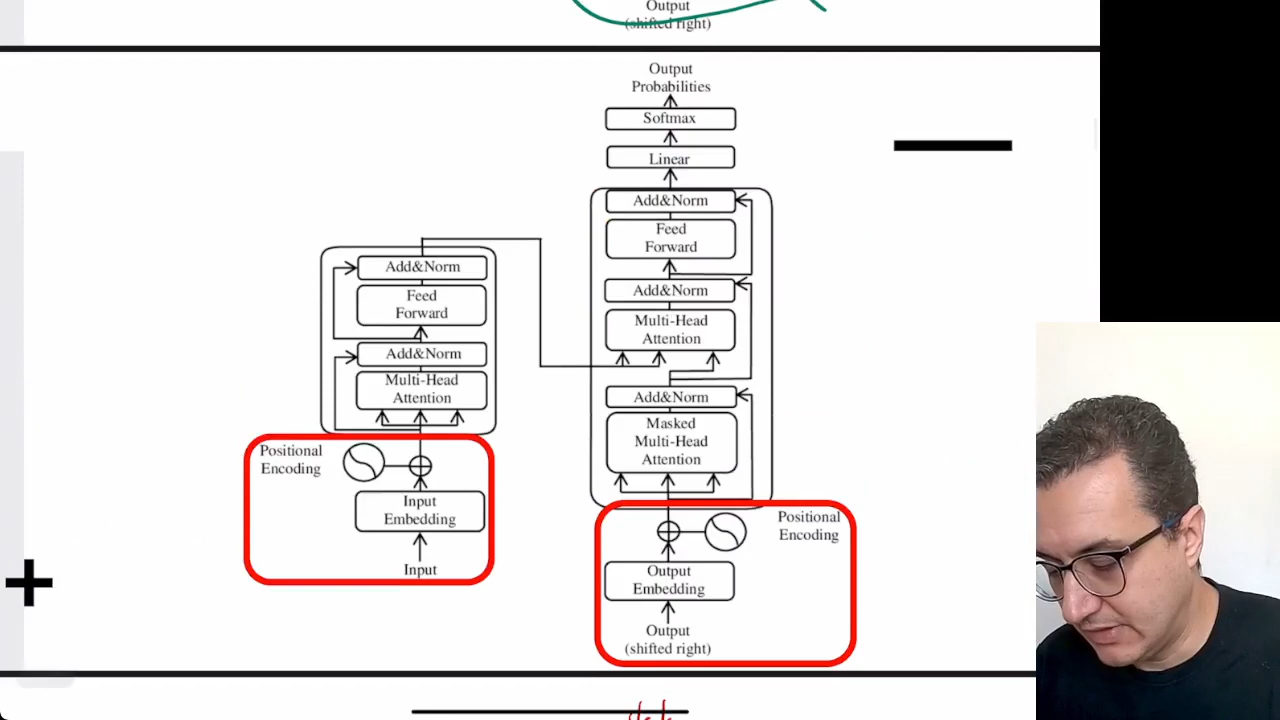 Output
(shifted right)
Output
Probabilities
Softmax
Linear
Add&Norm
Feed
Forward
Add&Norm
Multi-Head
Attention
Add&Norm
Masked
Multi-Head
Attention
Add&Norm
Feed
Forward
Add&Norm
Multi-Head
Attention
Positional
Encoding
Input
Embedding
Input
Positional
Encoding
Output
Embedding
Output
(shifted right)